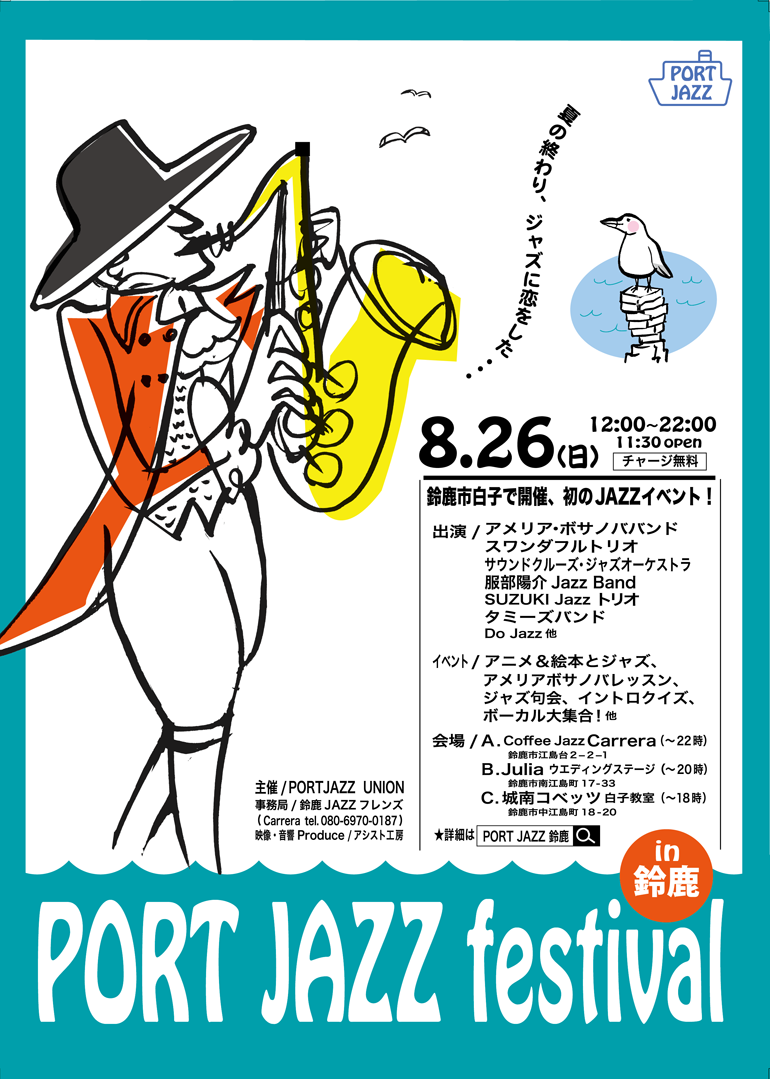 PORT
JAZZ
夏の終わり、ジャズに恋をした・・・
8.26(日)
12:00~22:00
11:30 OPEN
チャージ無料
鈴鹿市白子で開催、初のJAZZイベント！
出演 / アメリア・ボサノババンド
スワンダフルトリオ
サウンドクルーズ・ジャズオーケストラ
服部陽介 Jazz Band
SUZUKI Jazz トリオ
タミーズバンド
Do Jazz 他
イベント / アニメ＆絵本とジャズ、
アメリアボサノバレッスン、
ジャズ句会、イントロクイズ、
ボーカル大集合！他
会場 / A. Coffee Jazz Carrera (～22時)
鈴鹿市江島台2-2-1
B. Julia ウエディングステージ (～20時)
鈴鹿市南江島町17-33
C. 城南コベッツ 白子教室 (～18時)
鈴鹿市中江島町18-20
★詳細は PORT JAZZ 鈴鹿
主催 / PORTJAZZ UNION
事務局 / 鈴鹿JAZZフレンズ
(Carrera tel. 080-6970-0187)
映像・音響 Produce / アシスト工房
in
鈴鹿
PORT JAZZ festival